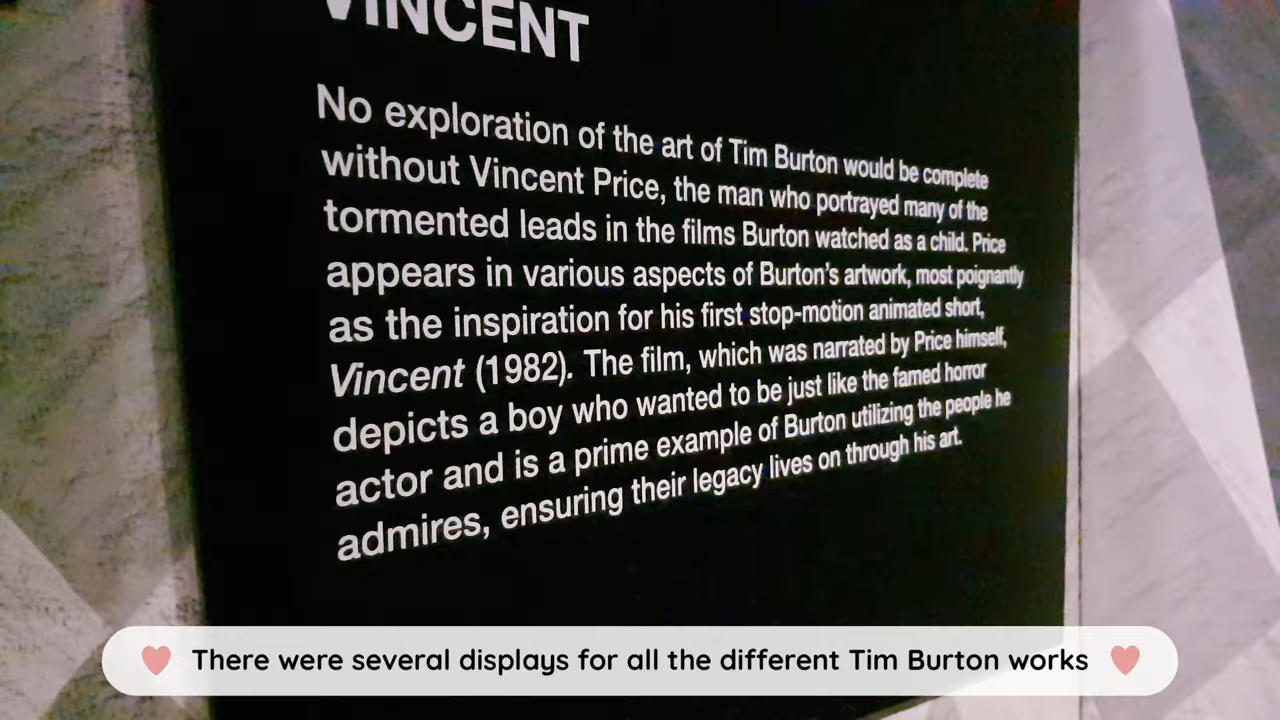 VINCENT
No exploration of the art of Tim Burton would be complete
without Vincent Price, the man who portrayed many of the
tormented leads in the films Burton watched as a child. Price
appears in various aspects of Burton's artwork, most poignantly
as the inspiration for his first stop-motion animated short,
Vincent (1982). The film, which was narrated by Price himself,
depicts a boy who wanted to be just like the famed horror
actor and is a prime example of Burton utilizing the people he
admires, ensuring their legacy lives on through his art.
There were several displays for all the different Tim Burton works